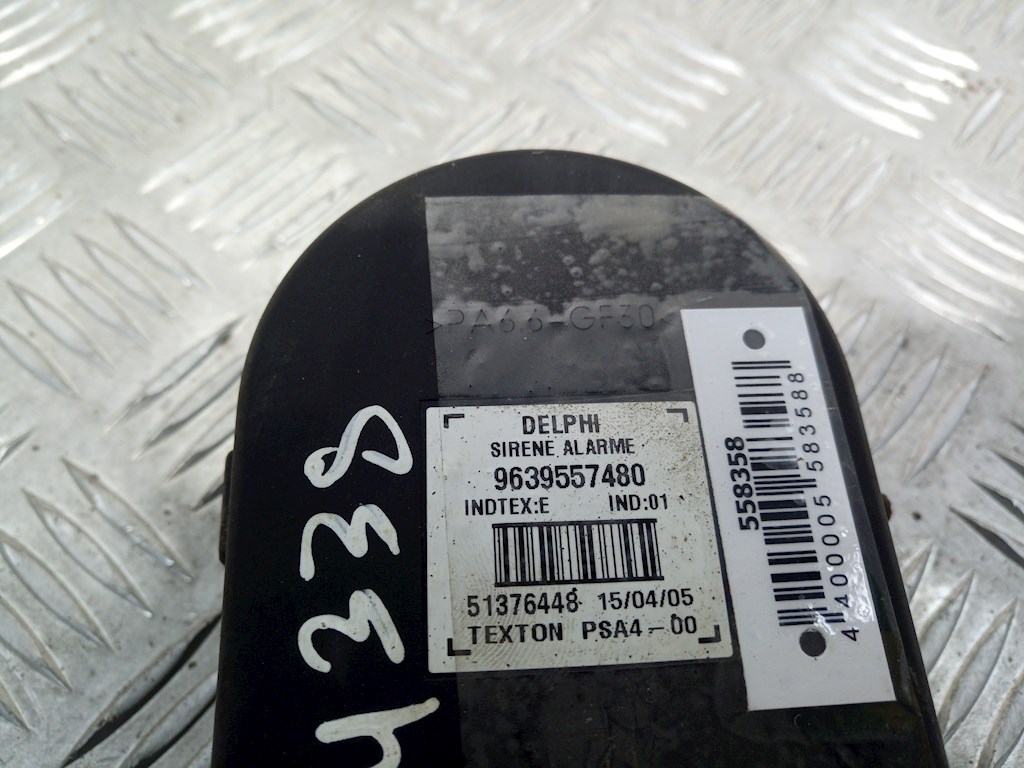 >PA66-GF30
DELPHI
SIRENE ALARME
9639557480
INDTEX:E IND:01
51376448 15/04/05
TEXTON PSA4-00
558358
4400005583588
4338